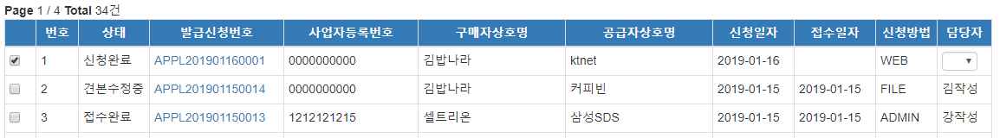 Page 1 / 4 Total 34건
번호 상태 발급신청번호 사업자등록번호 구매자상호명 공급자상호명 신청일자 접수일자 신청방법 담당자
1 신청완료 APPL201901160001 0000000000 김밥나라 ktnet 2019-01-16 WEB
2 견본수정중 APPL201901150014 0000000000 김밥나라 커피빈 2019-01-15 2019-01-15 FILE 김작성
3 접수완료 APPL201901150013 1212121215 셀트리온 삼성SDS 2019-01-15 2019-01-15 ADMIN 강작성